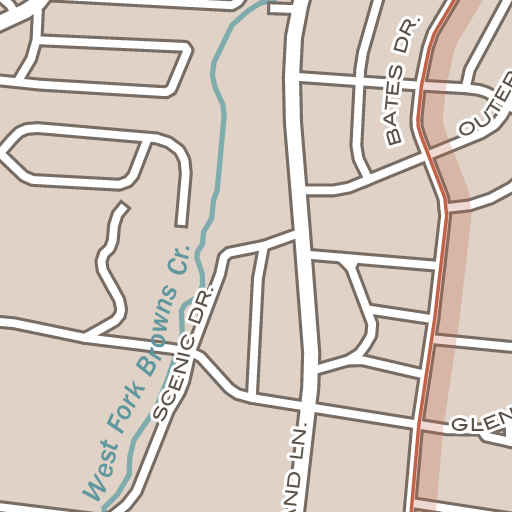 BATES DR.
OUTER
West Fork Browns Cr.
SCENIC DR.
GLEN
AND LN.